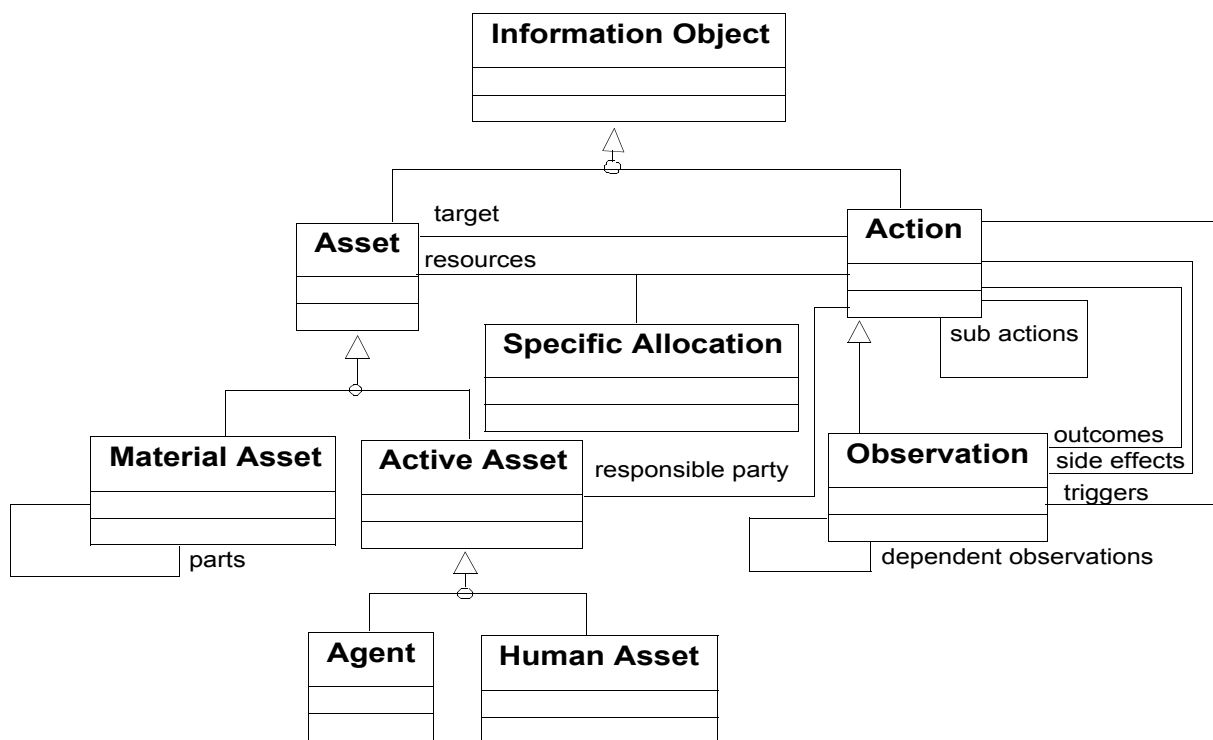 Information Object
target
Asset
Action
resources
Specific Allocation
sub actions
Material Asset
Active Asset
Observation
outcomes
side effects
responsible party
triggers
parts
dependent observations
Agent
Human Asset